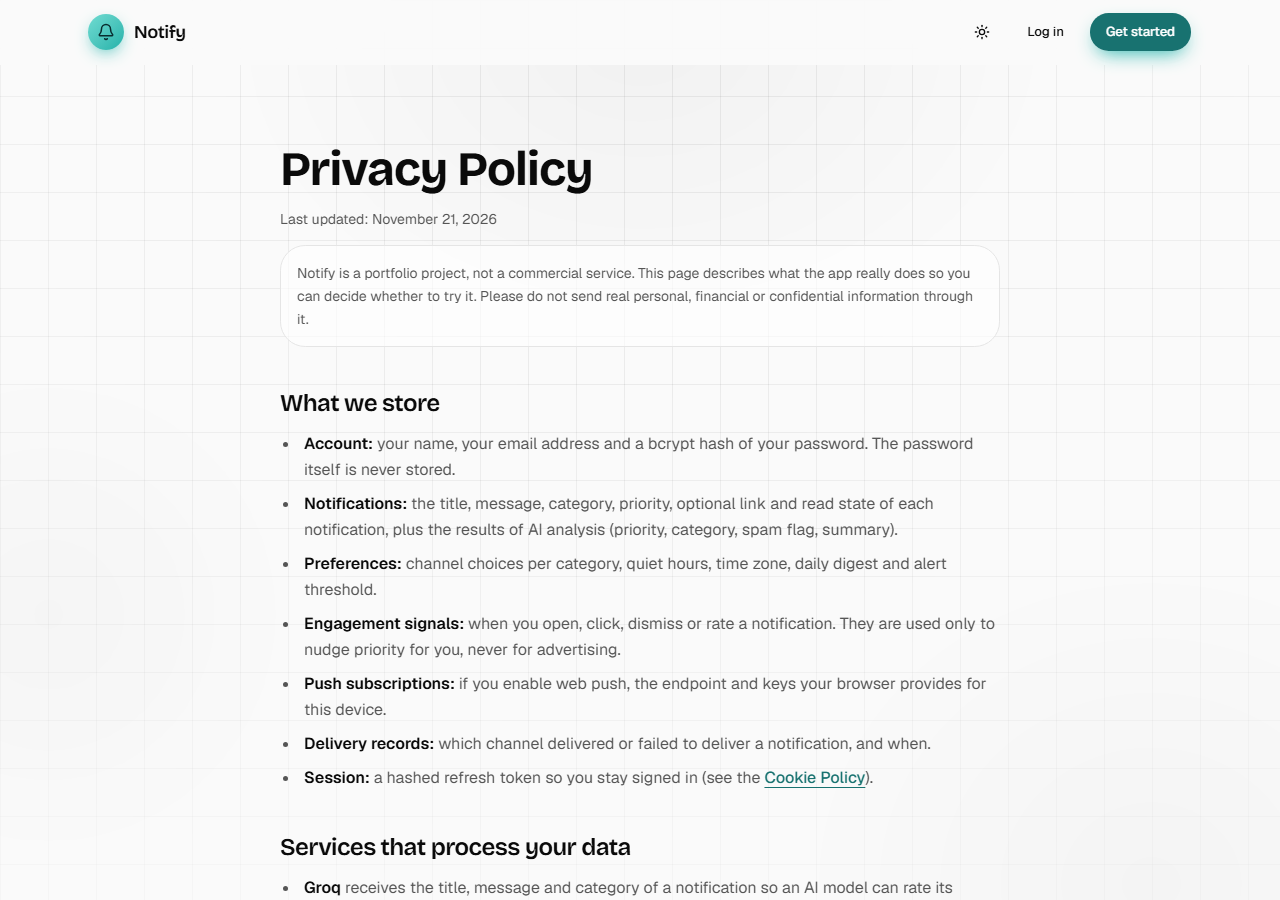 Notify
Log in
Get started
Privacy Policy
Last updated: November 21, 2026
Notify is a portfolio project, not a commercial service. This page describes what the app really does so you
can decide whether to try it. Please do not send real personal, financial or confidential information through
it.
What we store
Account: your name, your email address and a bcrypt hash of your password. The password
itself is never stored.
Notifications: the title, message, category, priority, optional link and read state of each
notification, plus the results of AI analysis (priority, category, spam flag, summary).
Preferences: channel choices per category, quiet hours, time zone, daily digest and alert
threshold.
Engagement signals: when you open, click, dismiss or rate a notification. They are used only to
nudge priority for you, never for advertising.
Push subscriptions: if you enable web push, the endpoint and keys your browser provides for
this device.
Delivery records: which channel delivered or failed to deliver a notification, and when.
Session: a hashed refresh token so you stay signed in (see the Cookie Policy).
Services that process your data
Groq receives the title, message and category of a notification so an AI model can rate its